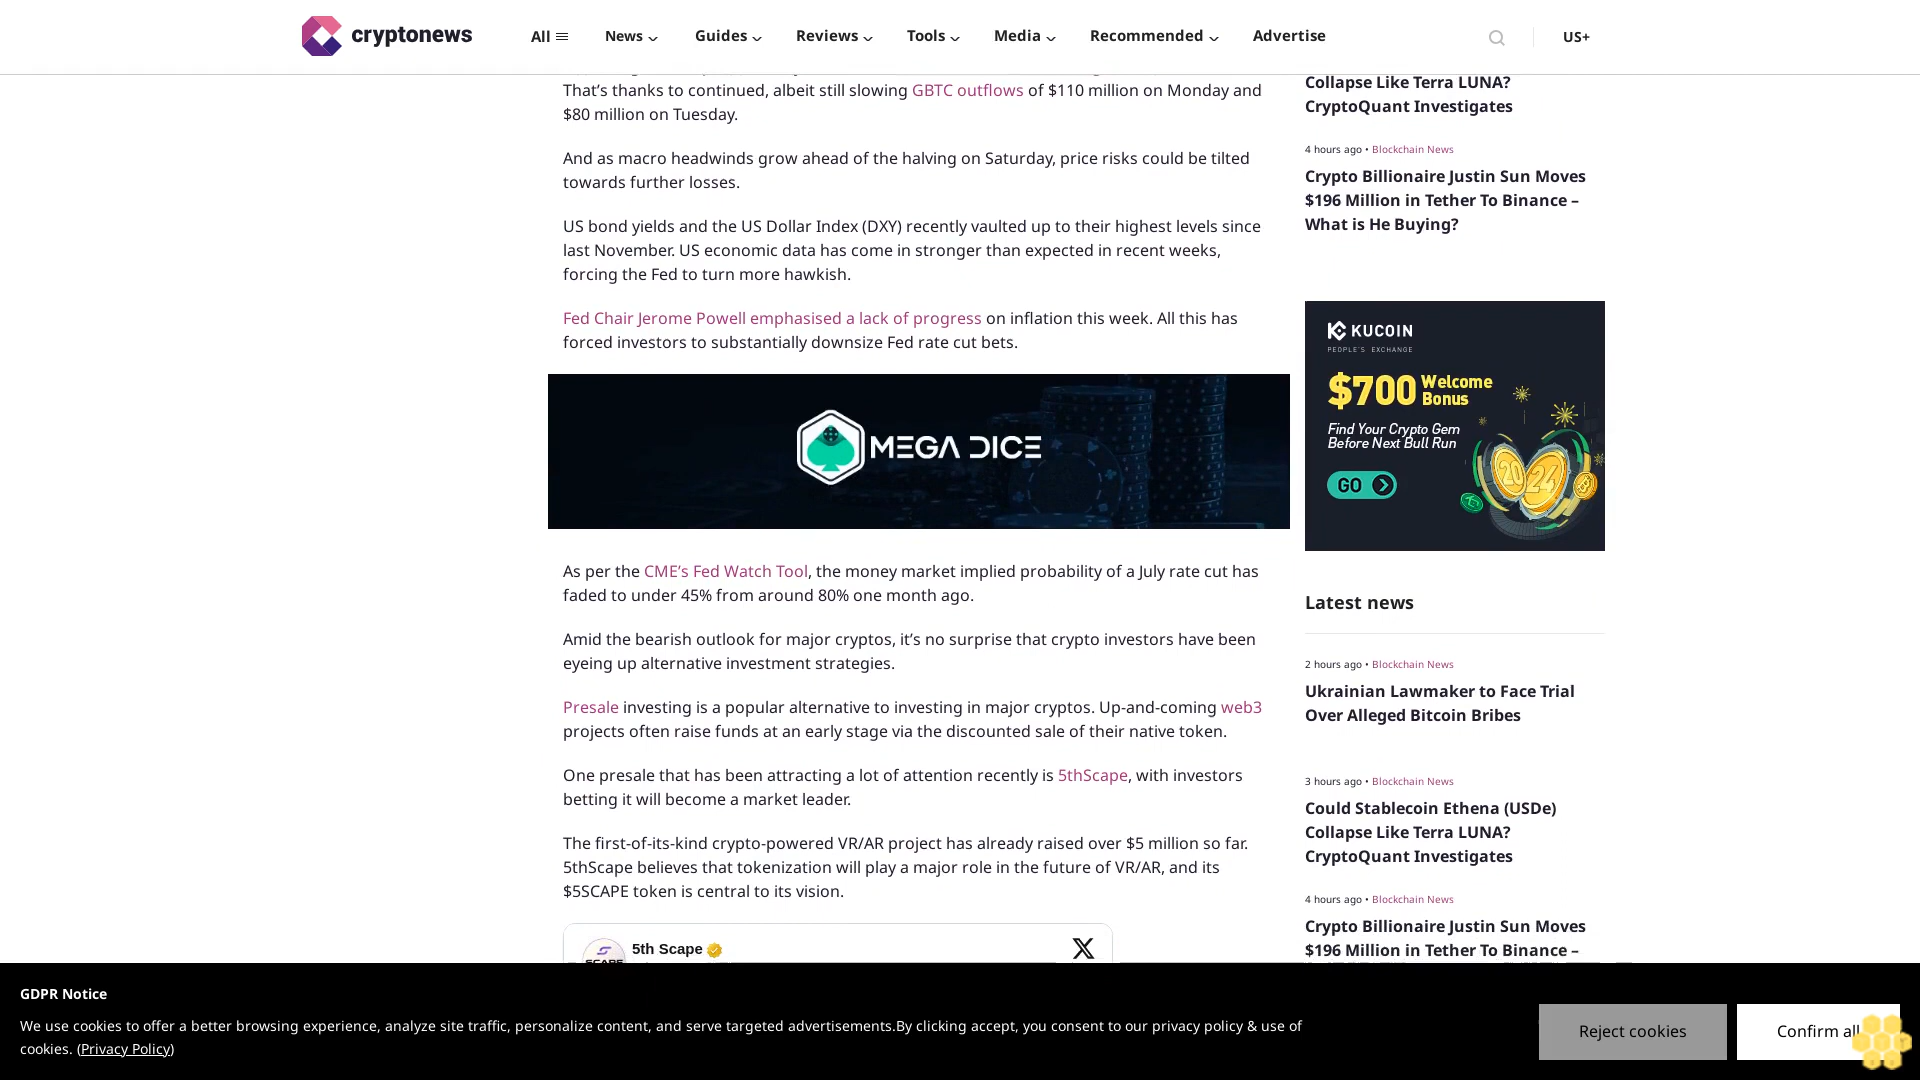 cryptonews
All
News
Guides
Reviews
Tools
Media
Recommended
Advertise
US+
That’s thanks to continued, albeit still slowing GBTC outflows of $110 million on Monday and
$80 million on Tuesday.
And as macro headwinds grow ahead of the halving on Saturday, price risks could be tilted
towards further losses.
US bond yields and the US Dollar Index (DXY) recently vaulted up to their highest levels since
last November. US economic data has come in stronger than expected in recent weeks,
forcing the Fed to turn more hawkish.
Fed Chair Jerome Powell emphasised a lack of progress on inflation this week. All this has
forced investors to substantially downsize Fed rate cut bets.
MEGA DICE
As per the CME’s Fed Watch Tool, the money market implied probability of a July rate cut has
faded to under 45% from around 80% one month ago.
Amid the bearish outlook for major cryptos, it’s no surprise that crypto investors have been
eyeing up alternative investment strategies.
Presale investing is a popular alternative to investing in major cryptos. Up-and-coming web3
projects often raise funds at an early stage via the discounted sale of their native token.
One presale that has been attracting a lot of attention recently is 5thScape, with investors
betting it will become a market leader.
The first-of-its-kind crypto-powered VR/AR project has already raised over $5 million so far.
5thScape believes that tokenization will play a major role in the future of VR/AR, and its
$5SCAPE token is central to its vision.
5th Scape
Collapse Like Terra LUNA?
CryptoQuant Investigates
4 hours ago • Blockchain News
Crypto Billionaire Justin Sun Moves
$196 Million in Tether To Binance –
What is He Buying?
KUCOIN
PEOPLE'S EXCHANGE
$700 Welcome
Bonus
Find Your Crypto Gem
Before Next Bull Run
GO
20
24
Latest news
2 hours ago • Blockchain News
Ukrainian Lawmaker to Face Trial
Over Alleged Bitcoin Bribes
3 hours ago • Blockchain News
Could Stablecoin Ethena (USDe)
Collapse Like Terra LUNA?
CryptoQuant Investigates
4 hours ago • Blockchain News
Crypto Billionaire Justin Sun Moves
$196 Million in Tether To Binance –
GDPR Notice
We use cookies to offer a better browsing experience, analyze site traffic, personalize content, and serve targeted advertisements.By clicking accept, you consent to our privacy policy & use of
cookies. (Privacy Policy)
Reject cookies
Confirm all